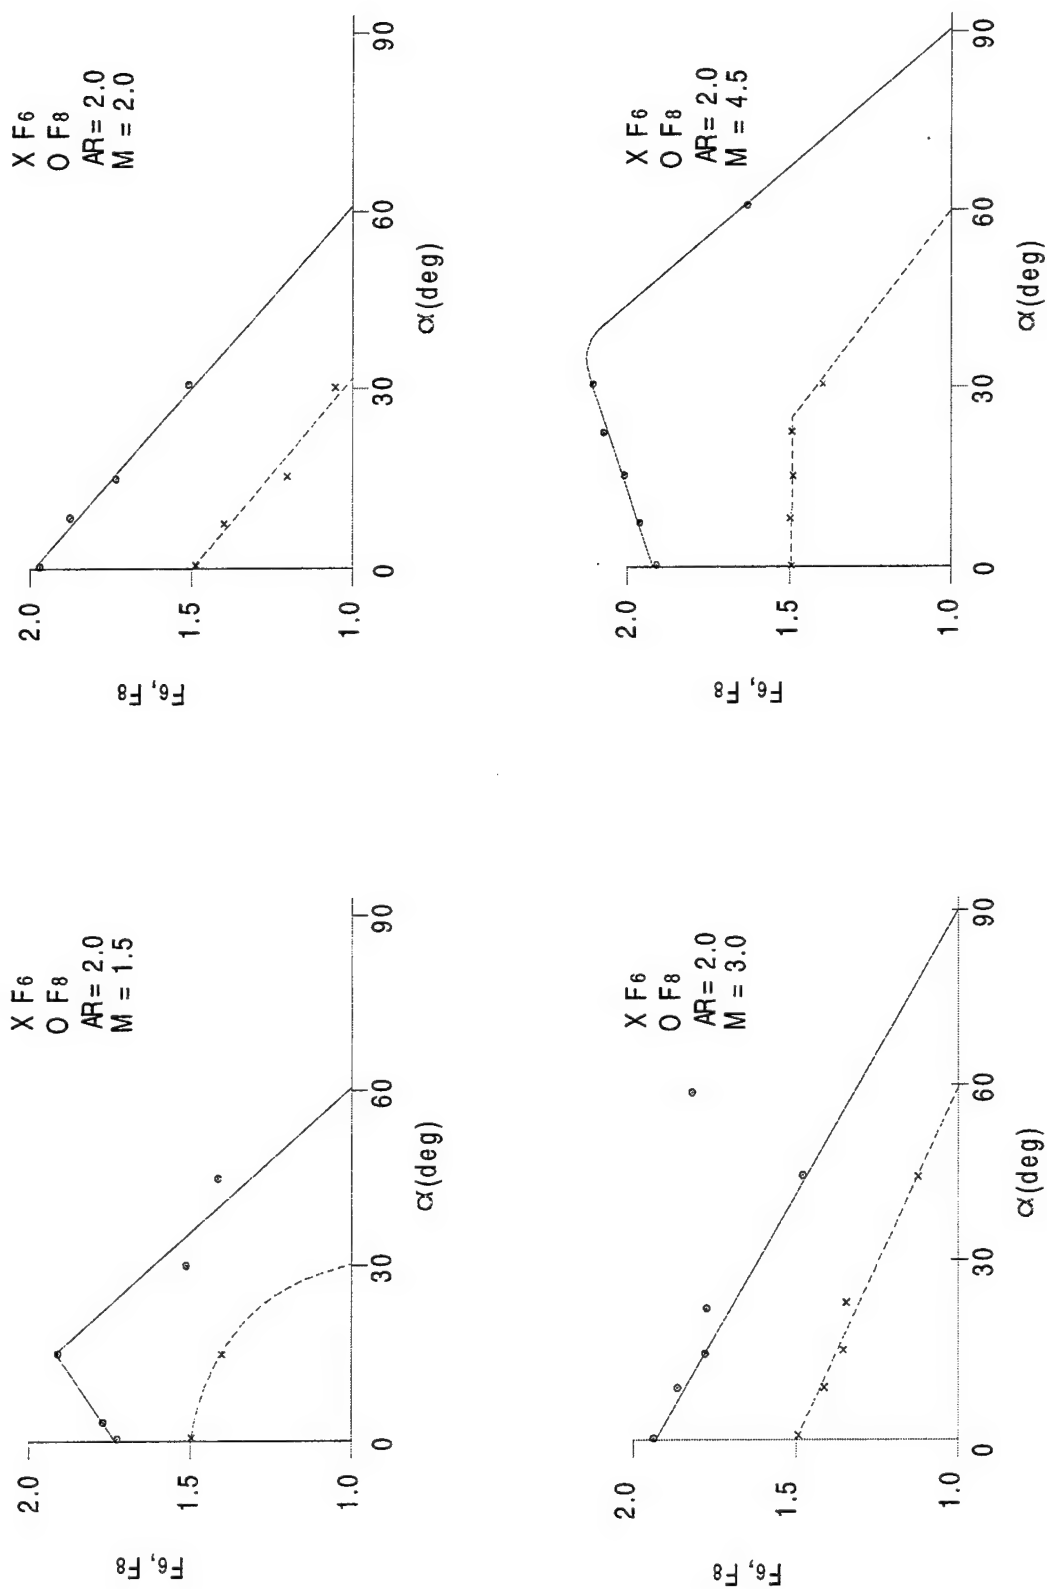 X F6
O F8
AR = 2.0
M = 1.5
2.0
1.5
1.0
F6, F8
0
30
60
90
α(deg)
X F6
O F8
AR = 2.0
M = 2.0
2.0
1.5
1.0
F6, F8
0
30
60
90
α(deg)
X F6
O F8
AR = 2.0
M = 3.0
2.0
1.5
1.0
F6, F8
0
30
60
90
α(deg)
X F6
O F8
AR = 2.0
M = 4.5
2.0
1.5
1.0
F6, F8
0
30
60
90
α(deg)